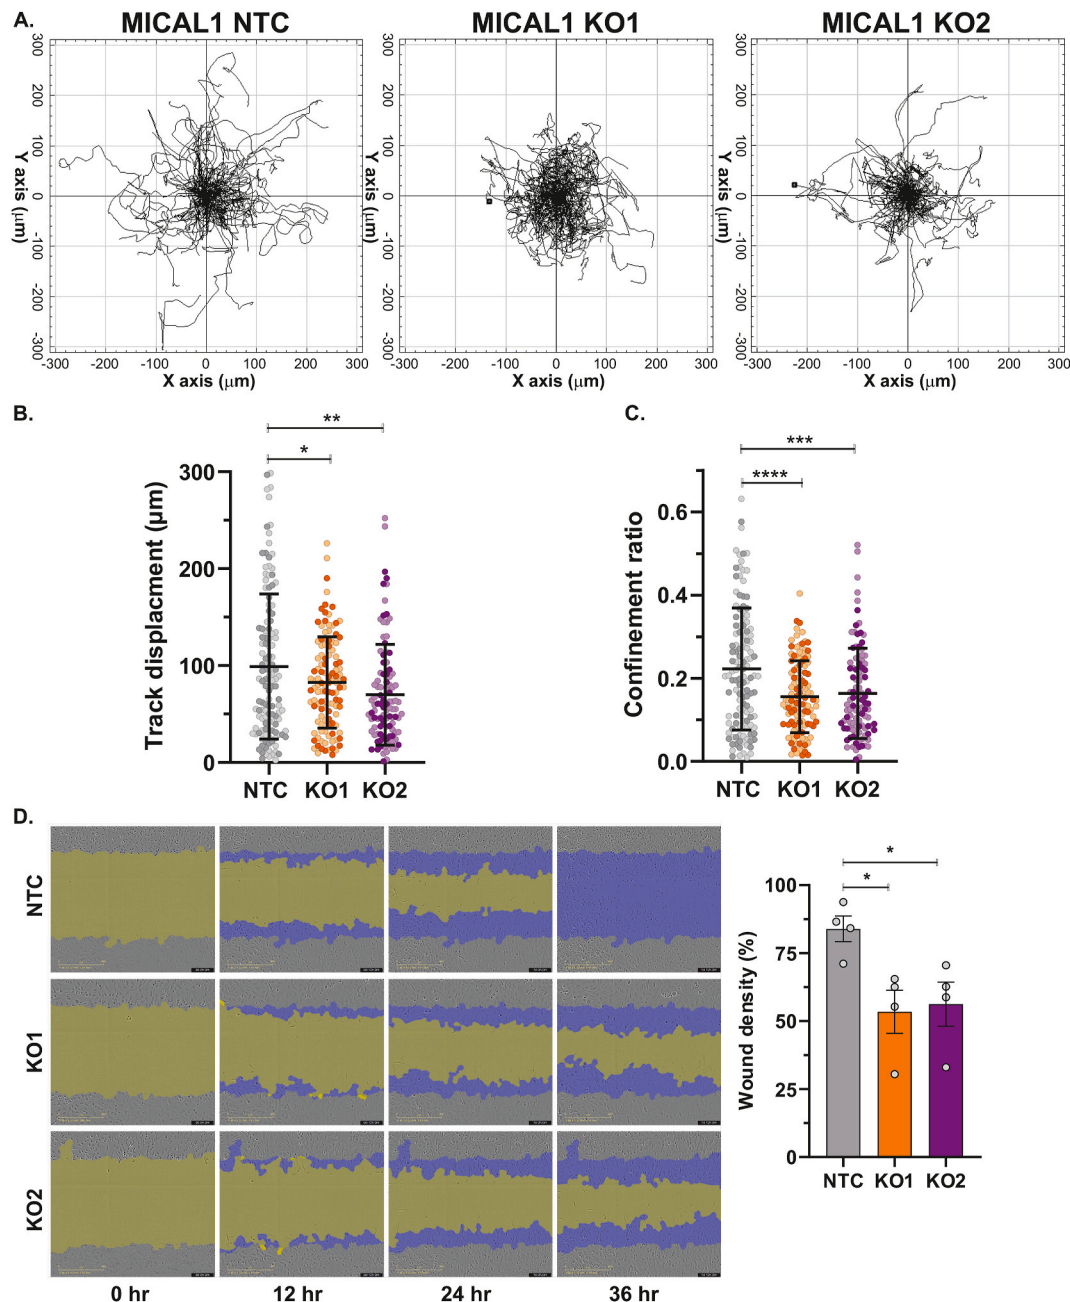 A.
MICAL1 NTC
MICAL1 KO1
MICAL1 KO2
300
200
100
0
-100
-200
-300
Y axis (μm)
-300 -200 -100 0 100 200 300
X axis (μm)
300
200
100
0
-100
-200
-300
Y axis (μm)
-300 -200 -100 0 100 200 300
X axis (μm)
300
200
100
0
-100
-200
-300
Y axis (μm)
-300 -200 -100 0 100 200 300
X axis (μm)
B.
**
*
300
200
100
0
Track displacment (μm)
NTC KO1 KO2
C.
***
****
0.6
0.4
0.2
0.0
Confinement ratio
NTC KO1 KO2
D.
NTC
KO1
KO2
0 hr 12 hr 24 hr 36 hr
*
*
100
75
50
25
0
Wound density (%)
NTC KO1 KO2